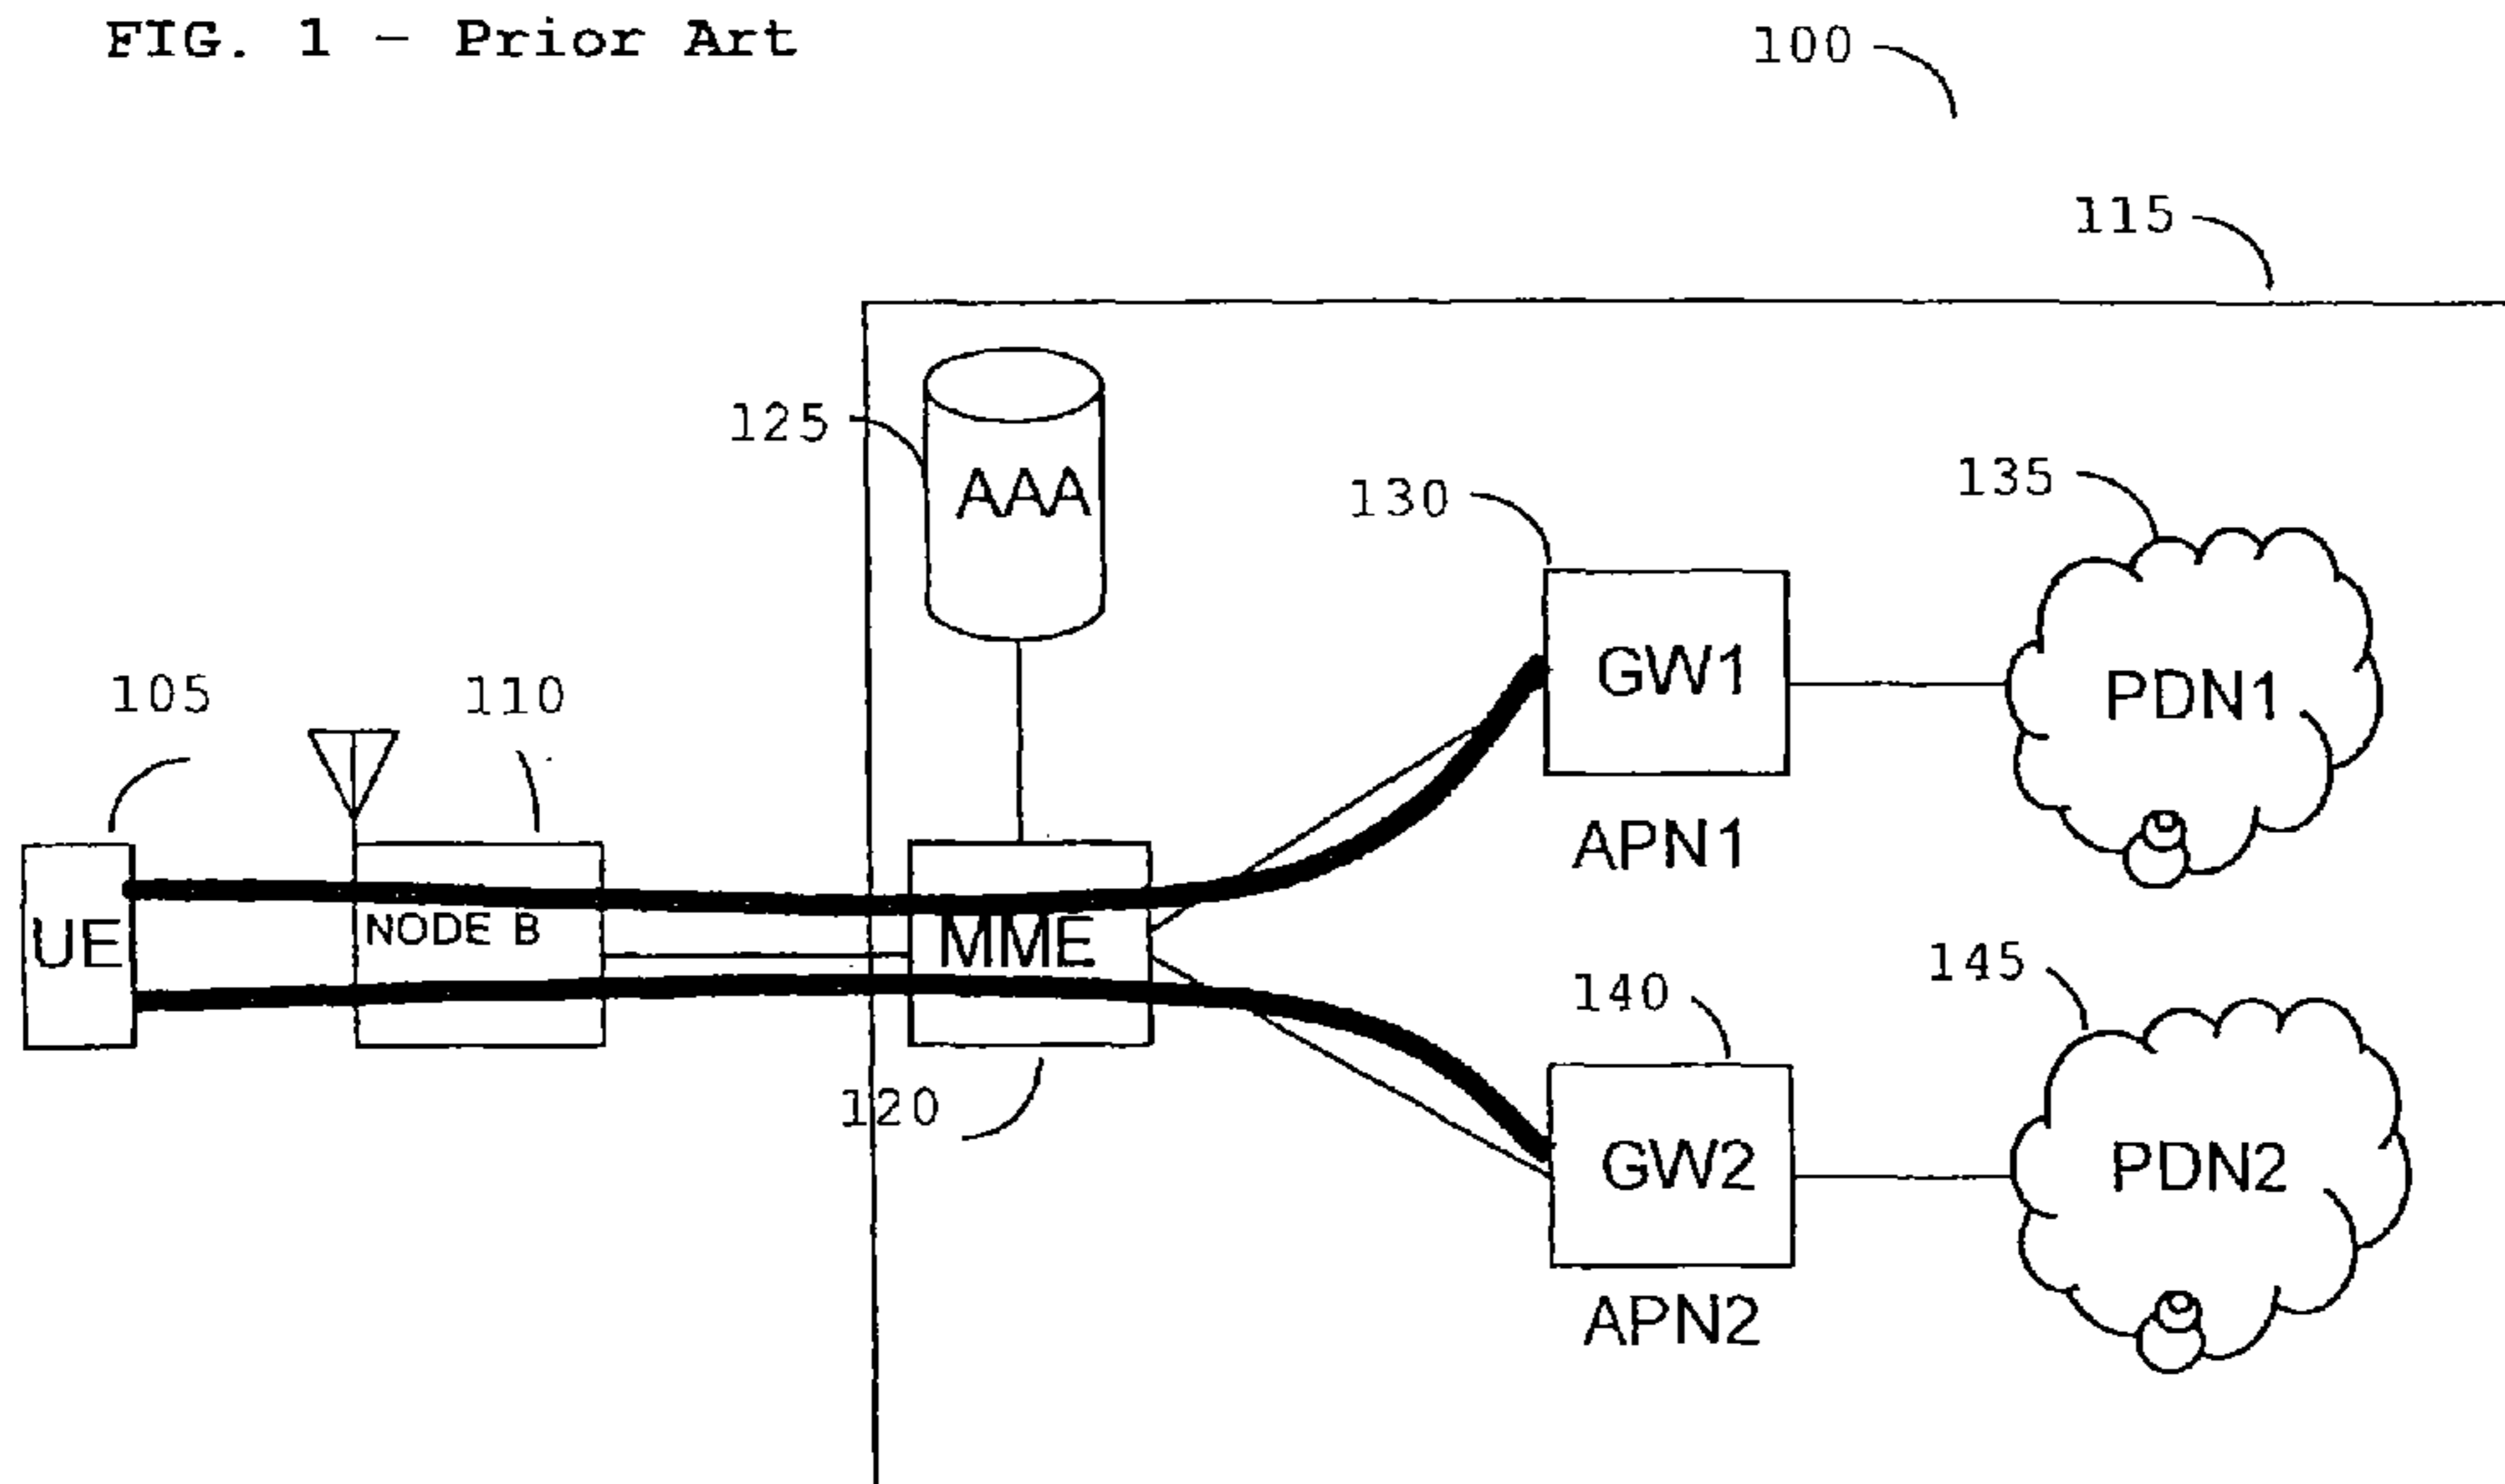 FIG. 1 – Prior Art
100
115
125
AAA
130
135
GW1
PDN1
105
110
APN1
UE
NODE B
MME
140
145
120
GW2
PDN2
APN2